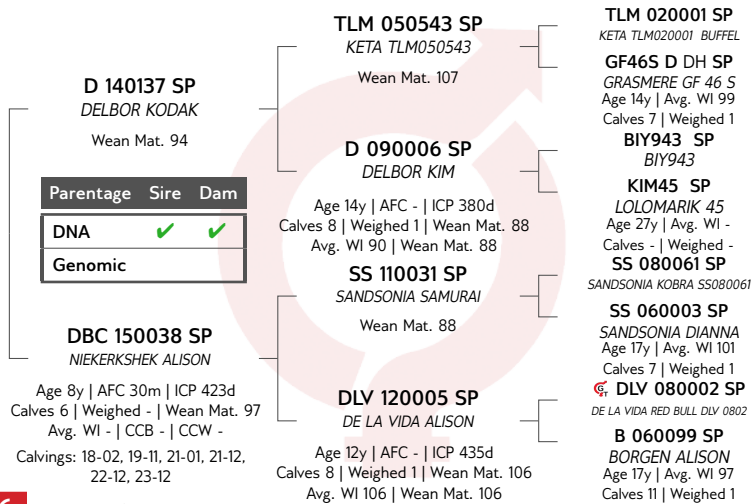 D 140137 SP
DELBOR KODAK
Wean Mat. 94
Parentage Sire Dam
DNA ✔ ✔
Genomic
DBC 150038 SP
NIEKERKSHEK ALISON
Age 8y | AFC 30m | ICP 423d
Calves 6 | Weighed - | Wean Mat. 97
Avg. WI - | CCB - | CCW -
Calvings: 18-02, 19-11, 21-01, 21-12,
22-12, 23-12
TLM 050543 SP
KETA TLM050543
Wean Mat. 107
D 090006 SP
DELBOR KIM
Age 14y | AFC - | ICP 380d
Calves 8 | Weighed 1 | Wean Mat. 88
Avg. WI 90 | Wean Mat. 88
SS 110031 SP
SANDSONIA SAMURAI
Wean Mat. 88
DLV 120005 SP
DE LA VIDA ALISON
Age 12y | AFC - | ICP 435d
Calves 8 | Weighed 1 | Wean Mat. 106
Avg. WI 106 | Wean Mat. 106
TLM 020001 SP
KETA TLM020001 BUFFEL
GF46S D DH SP
GRASMERE GF 46 S
Age 14y | Avg. WI 99
Calves 7 | Weighed 1
BIY943 SP
BIY943
KIM45 SP
LOLOMARIK 45
Age 27y | Avg. WI -
Calves - | Weighed -
SS 080061 SP
SANDSONIA KOBRA SS080061
SS 060003 SP
SANDSONIA DIANNA
Age 17y | Avg. WI 101
Calves 7 | Weighed 1
DLV 080002 SP
DE LA VIDA RED BULL DLV 0802
B 060099 SP
BORGEN ALISON
Age 17y | Avg. WI 97
Calves 11 | Weighed 1